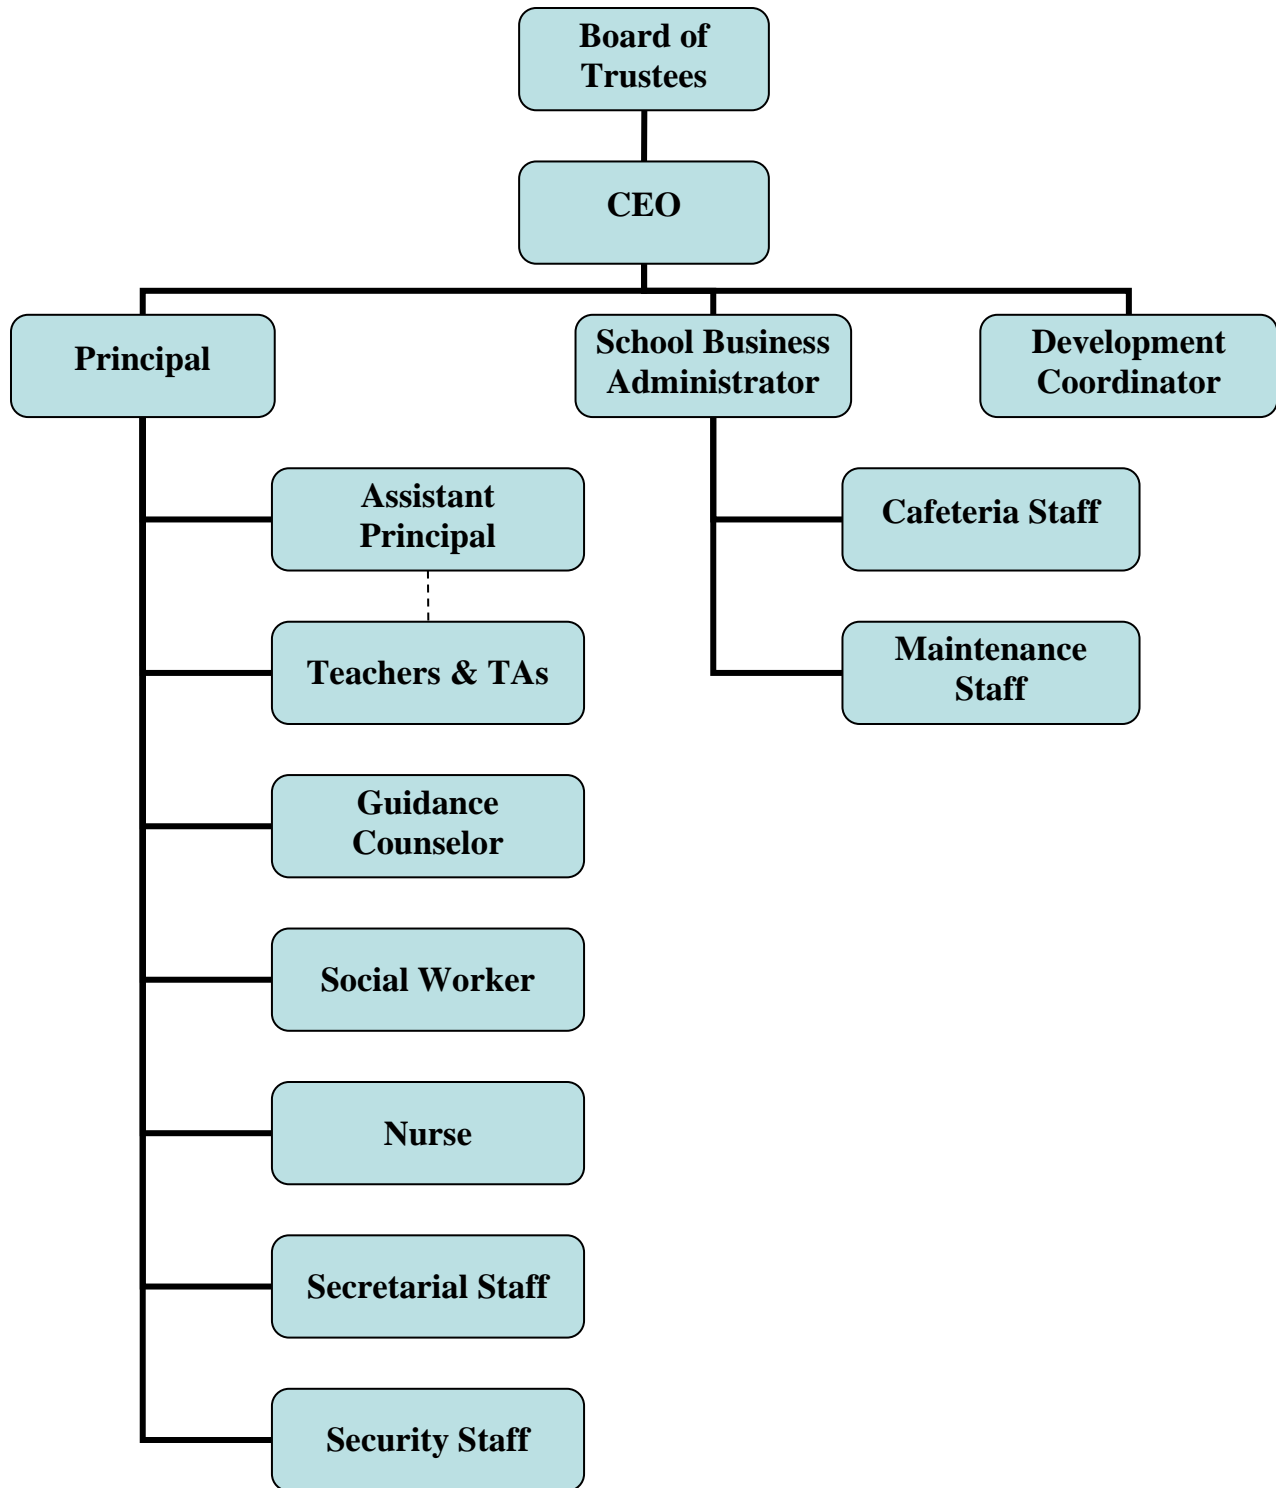 Board of
Trustees
CEO
Principal
School Business
Administrator
Development
Coordinator
Assistant
Principal
Cafeteria Staff
Teachers & TAs
Maintenance
Staff
Guidance
Counselor
Social Worker
Nurse
Secretarial Staff
Security Staff